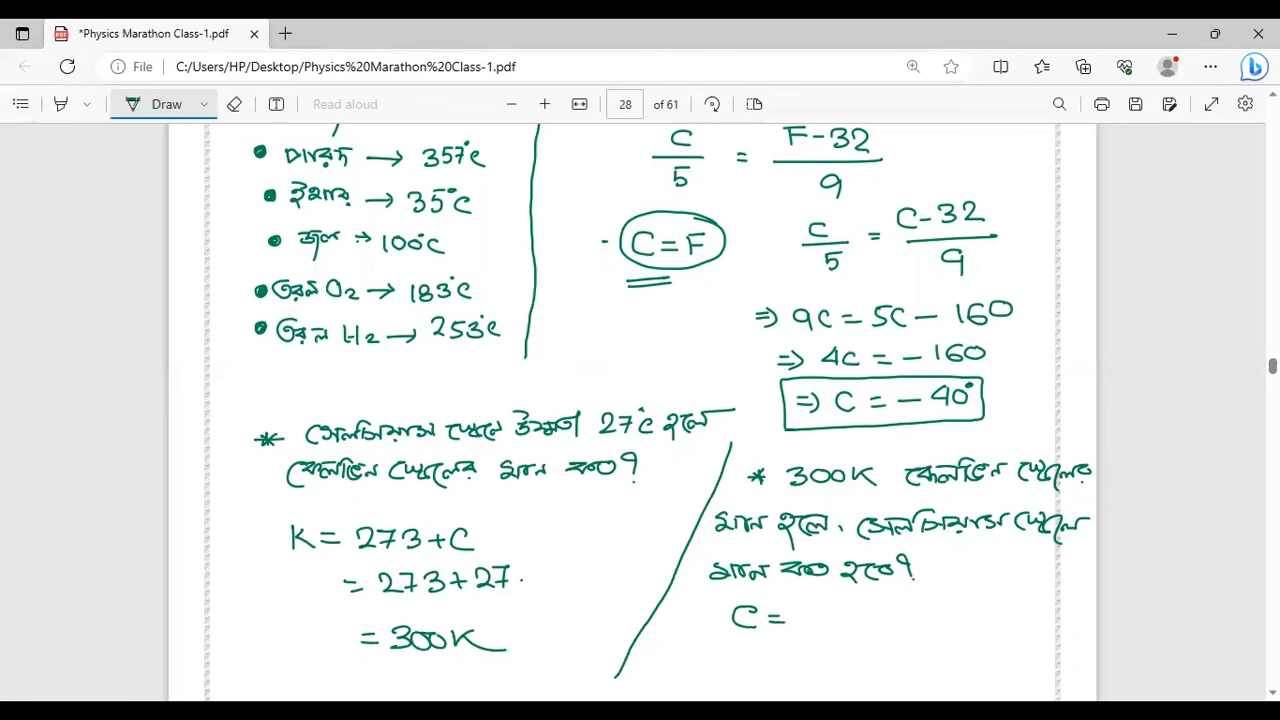 *Physics Marathon Class-1.pdf
File C:/Users/HP/Desktop/Physics%20Marathon%20Class-1.pdf
Draw Read aloud 28 of 61
পারদ → 357°C
ইথার → 35°C
জল → 100°C
তরল O2 → 183°C
তরল H2 → 253°C
C/5 = F-32/9
C=F
C/5 = C-32/9
⇒ 9C = 5C - 160
⇒ 4C = -160
⇒ C = -40°
* সেলসিয়াস স্কেলে উষ্ণতা 27°C হলে
কেলভিন স্কেলের মান কত?
K = 273+C
= 273+27
= 300K
* 300K কেলভিন স্কেলের
মান হলে, সেলসিয়াস স্কেলে
মান কত হবে?
C =